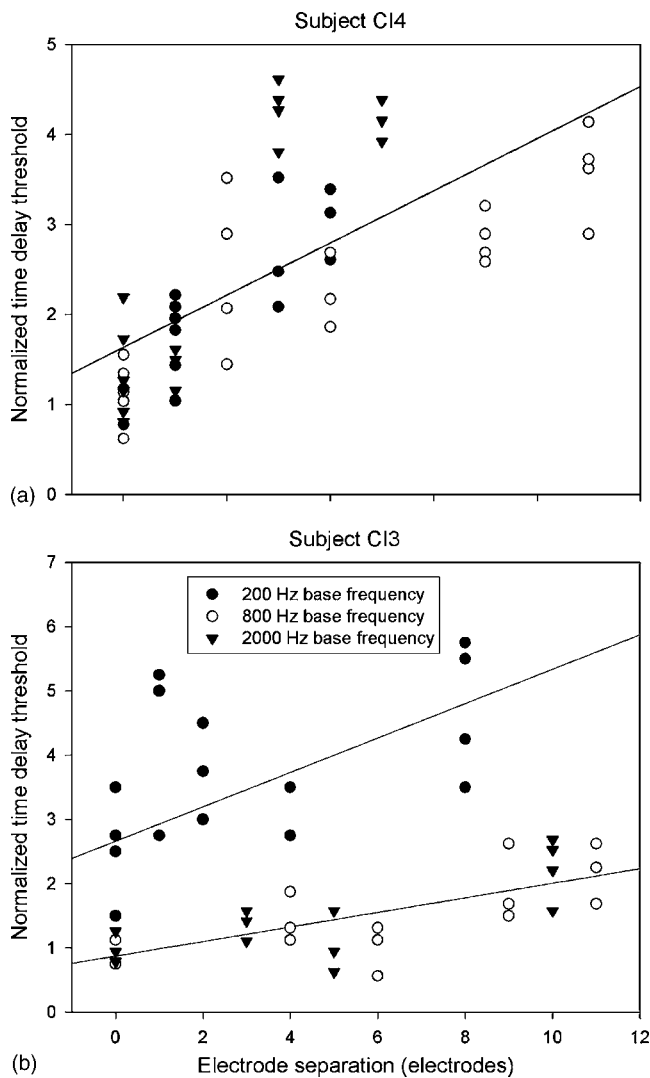 Subject CI4
5
4
3
2
1
0
Normalized time delay threshold
(a)
Subject CI3
7
6
5
4
3
2
1
0
Normalized time delay threshold
200 Hz base frequency
800 Hz base frequency
2000 Hz base frequency
0 2 4 6 8 10 12
Electrode separation (electrodes)
(b)